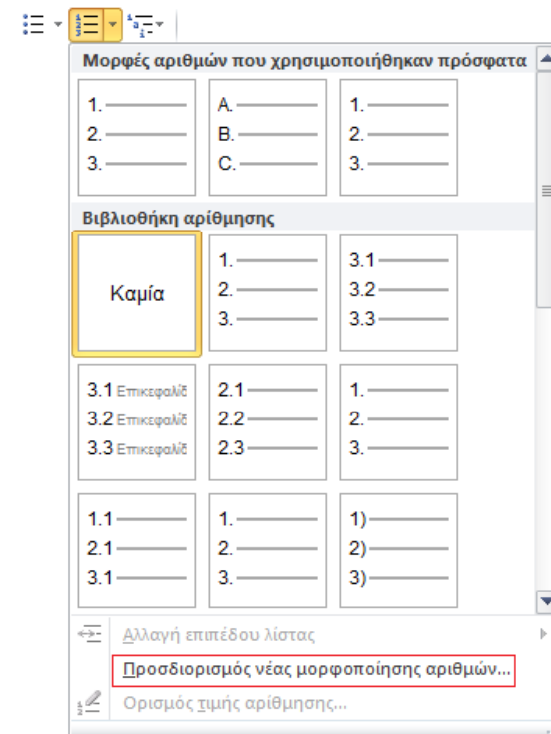 Μορφές αριθμών που χρησιμοποιήθηκαν πρόσφατα
1. A. 1.
2. B. 2.
3. C. 3.
Βιβλιοθήκη αρίθμησης
Καμία
1. 3.1
2. 3.2
3. 3.3
3.1 Επικεφαλίδ 2.1 1.
3.2 Επικεφαλίδ 2.2 2.
3.3 Επικεφαλίδ 2.3 3.
1.1 1. 1)
2.1 2. 2)
3.1 3. 3)
Αλλαγή επιπέδου λίστας
Προσδιορισμός νέας μορφοποίησης αριθμών...
Ορισμός τιμής αρίθμησης...